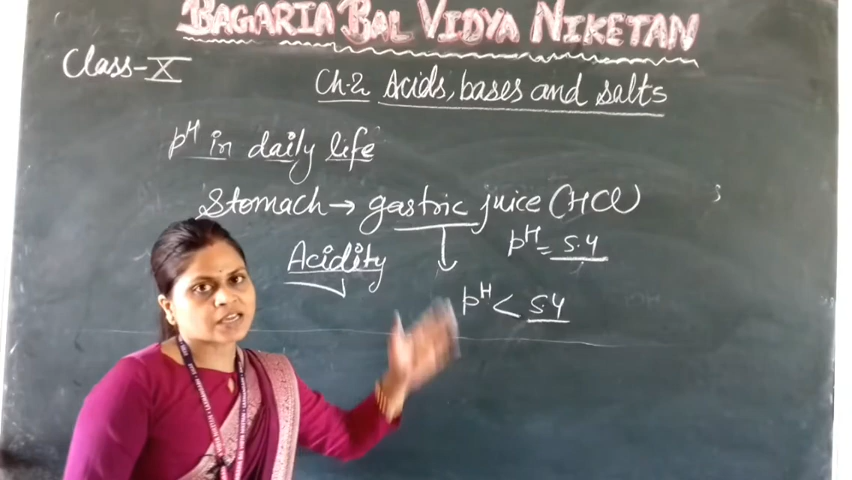 BAGARIA BAL VIDYA NIKETAN
Class-X
Ch.2 Acids, bases and salts
pH in daily life
Stomach → gastric juice (HCl)
pH = 5.4
Acidity
pH < 5.4